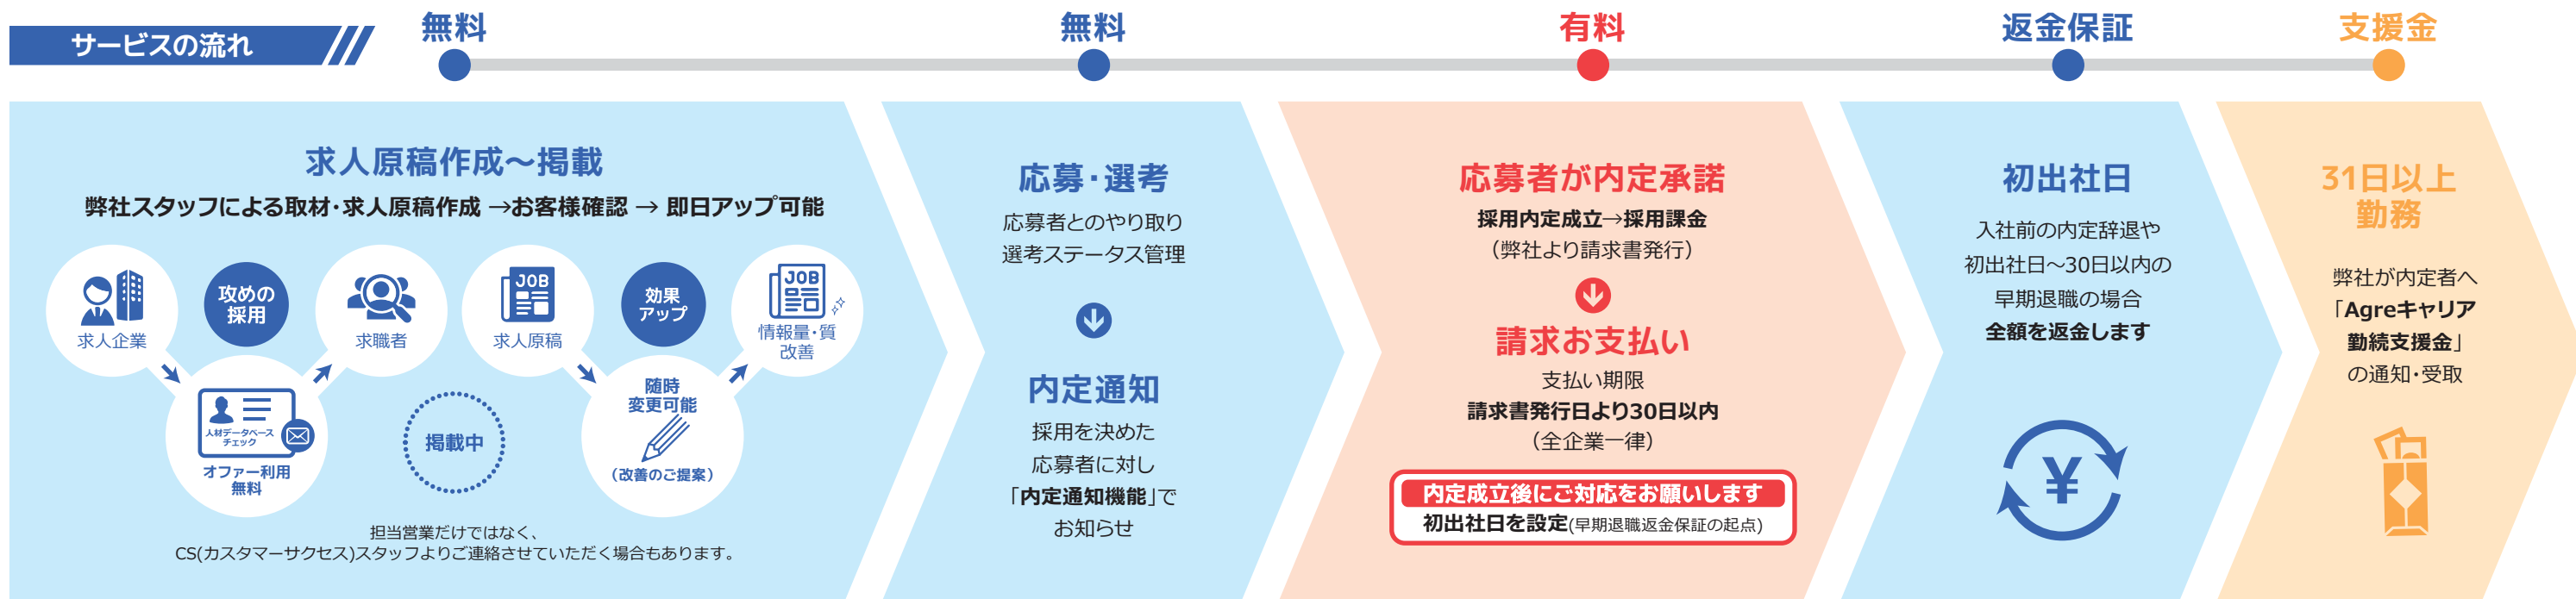 サービスの流れ
無料
無料
有料
返金保証
支援金
求人原稿作成～掲載
弊社スタッフによる取材・求人原稿作成→お客様確認→即日アップ可能
求人企業
攻めの
採用
人材データベース
チェック
オファー利用
無料
求職者
掲載中
JOB
求人原稿
効果
アップ
随時
変更可能
（改善のご提案）
JOB
情報量・質
改善
担当営業だけではなく、
CS(カスタマーサクセス)スタッフよりご連絡させていただく場合もあります。
応募・選考
応募者とのやり取り
選考ステータス管理
内定通知
採用を決めた
応募者に対し
「内定通知機能」で
お知らせ
応募者が内定承諾
採用内定成立→採用課金
（弊社より請求書発行）
請求お支払い
支払い期限
請求書発行日より30日以内
（全企業一律）
内定成立後にご対応をお願いします
初出社日を設定(早期退職返金保証の起点)
初出社日
入社前の内定辞退や
初出社日～30日以内の
早期退職の場合
全額を返金します
¥
31日以上
勤務
弊社が内定者へ
「Agreキャリア
勤続支援金」
の通知・受取